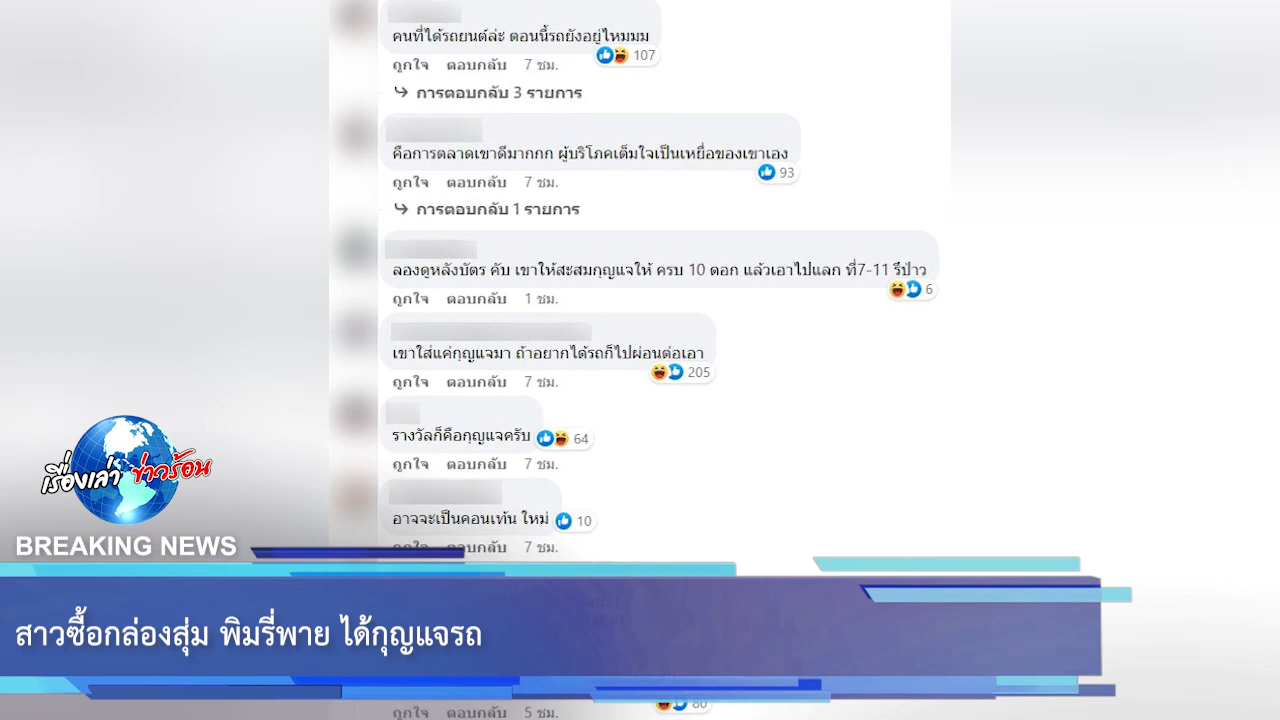 คนที่ได้รถยนต์ล่ะ ตอนนี้รถยังอยู่ไหมมม
107
ถูกใจ ตอบกลับ 7 ชม.
การตอบกลับ 3 รายการ
คือการตลาดเขาดีมากกก ผู้บริโภคเต็มใจเป็นเหยื่อของเขาเอง
93
ถูกใจ ตอบกลับ 7 ชม.
การตอบกลับ 1 รายการ
ลองดูหลังบัตร คับ เขาให้สะสมกุญแจให้ ครบ 10 ดอก แล้วเอาไปแลก ที่7-11 รึป่าว
6
ถูกใจ ตอบกลับ 1 ชม.
เขาใส่แค่กุญแจมา ถ้าอยากได้รถก็ไปผ่อนต่อเอา
205
ถูกใจ ตอบกลับ 7 ชม.
รางวัลก็คือกุญแจครับ 64
ถูกใจ ตอบกลับ 7 ชม.
อาจจะเป็นคอนเท้น ใหม่ 10
ถูกใจ ตอบกลับ 7 ชม.
เรื่องเล่า ข่าวร้อน
BREAKING NEWS
สาวซื้อกล่องสุ่ม พิมรี่พาย ได้กุญแจรถ
80
ถูกใจ ตอบกลับ 5 ชม.